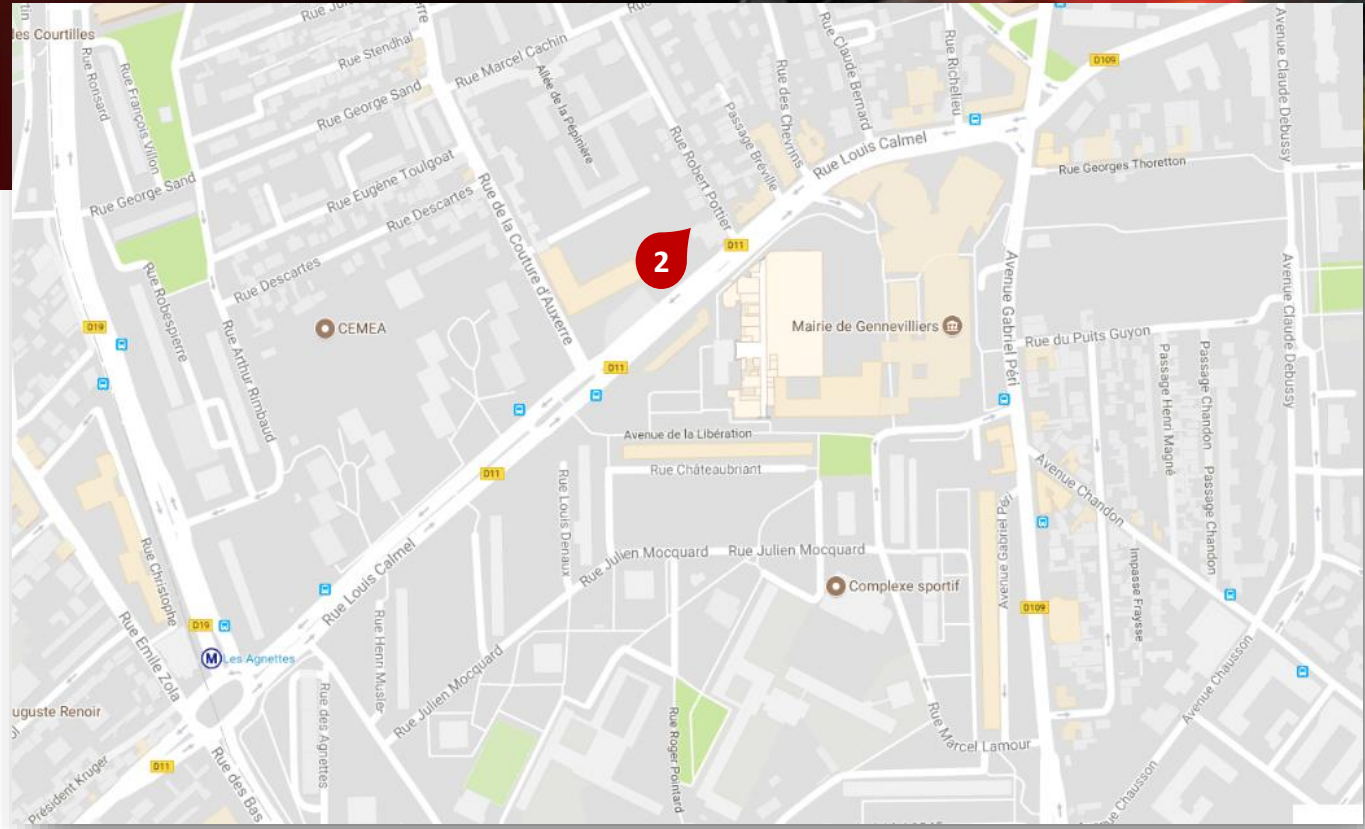 tin
les Courtilles
Rue Ronsard
Rue François Villon
Rue Stendhal
Rue George Sand
Rue Marcel Cachin
Allée de la Pépinière
Rue Robert Pottier
Passage Bréville
Rue des Chevrins
Rue Claude Bernard
Rue Richelieu
D109
Avenue Claude Debussy
Rue Louis Calmel
Rue Georges Thoretton
Rue George Sand
Rue Eugène Toulgoat
Rue Descartes
Rue Descartes
Rue de la Couture d'Auxerre
2
D11
Rue Robespierre
D19
CEMEA
Rue Arthur Rimbaud
Mairie de Gennevilliers
Avenue Gabriel Péri
Rue du Puits Guyon
Avenue Claude Debussy
Passage Henri Magné
Passage Chandon
Passage Chandon
D11
Avenue de la Libération
Rue Châteaubriant
D11
Avenue Chandon
Rue Louis Denaux
Rue Julien Mocquard
Rue Julien Mocquard
Complexe sportif
Avenue Gabriel Péri
D109
Impasse Fraysse
Rue Christophe
Rue Louis Calmel
Rue Henri Musler
D19
M
Les Agnettes
Rue Emile Zola
Rue Julien Mocquard
Rue des Agnettes
uguste Renoir
Rue Roger Pointard
Rue Marcel Lamour
Avenue Chausson
D11
Président Kruger
Rue des Bas
Chausson